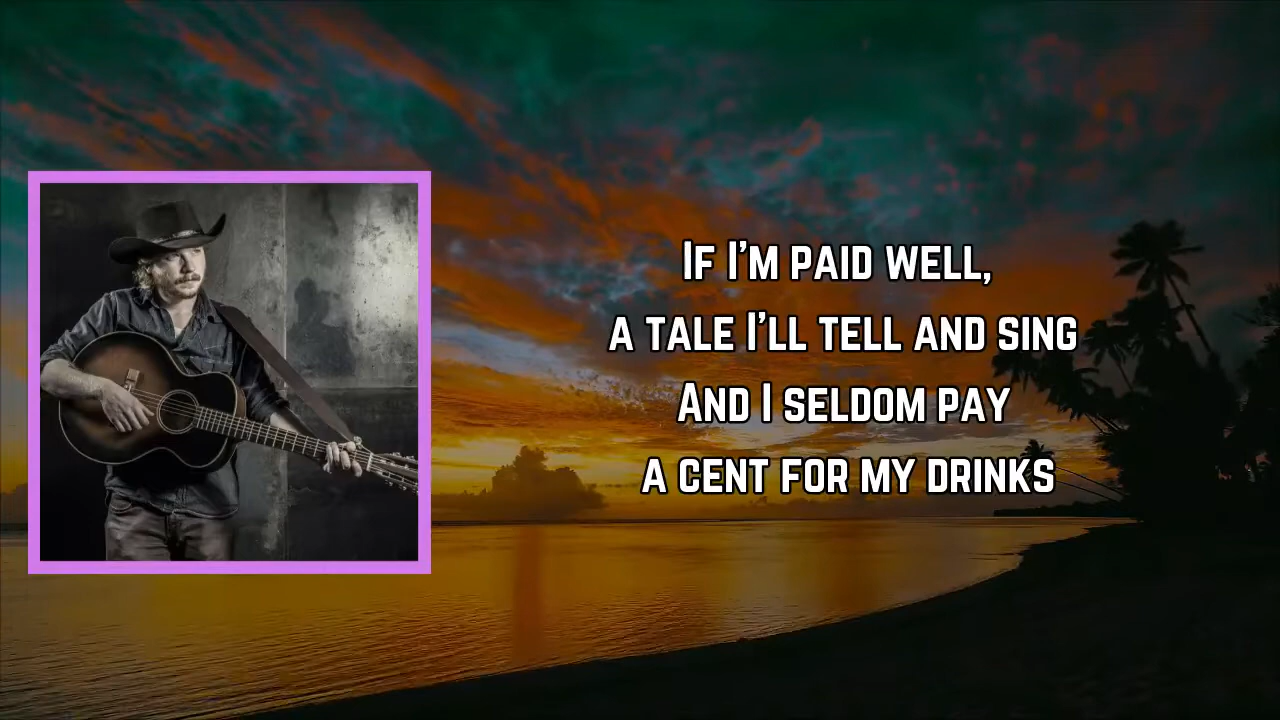 If I'm paid well,
a tale I'll tell and sing
And I seldom pay
a cent for my drinks